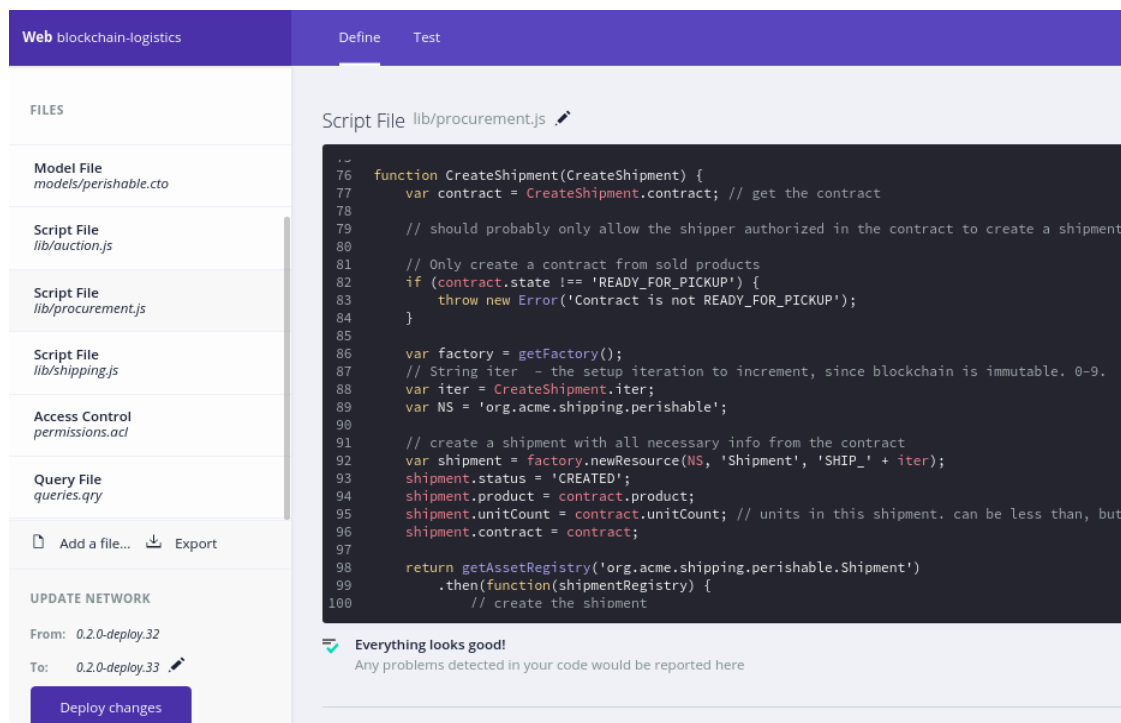 Web blockchain-logistics
Define
Test
FILES
Model File
models/perishable.cto
Script File
lib/auction.js
Script File
lib/procurement.js
Script File
lib/shipping.js
Access Control
permissions.acl
Query File
queries.qry
Add a file...
Export
UPDATE NETWORK
From: 0.2.0-deploy.32
To: 0.2.0-deploy.33
Deploy changes
Script File lib/procurement.js
76 function CreateShipment(CreateShipment) {
77     var contract = CreateShipment.contract; // get the contract
78
79     // should probably only allow the shipper authorized in the contract to create a shipment
80
81     // Only create a contract from sold products
82     if (contract.state !== 'READY_FOR_PICKUP') {
83         throw new Error('Contract is not READY_FOR_PICKUP');
84     }
85
86     var factory = getFactory();
87     // String iter  - the setup iteration to increment, since blockchain is immutable. 0-9.
88     var iter = CreateShipment.iter;
89     var NS = 'org.acme.shipping.perishable';
90
91     // create a shipment with all necessary info from the contract
92     var shipment = factory.newResource(NS, 'Shipment', 'SHIP_' + iter);
93     shipment.status = 'CREATED';
94     shipment.product = contract.product;
95     shipment.unitCount = contract.unitCount; // units in this shipment. can be less than, but
96     shipment.contract = contract;
97
98     return getAssetRegistry('org.acme.shipping.perishable.Shipment')
99         .then(function(shipmentRegistry) {
100             // create the shipment
Everything looks good!
Any problems detected in your code would be reported here